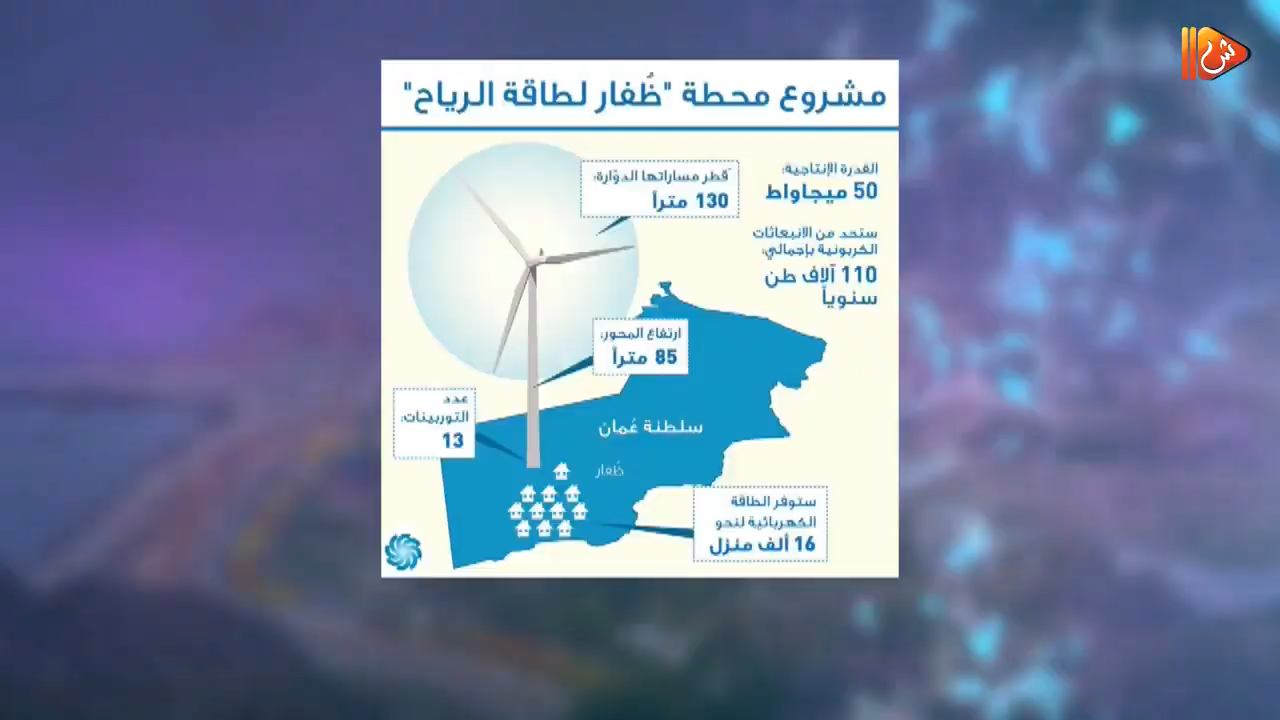 مشروع محطة "ظُفار لطاقة الرياح"
القدرة الإنتاجية:
50 ميجاواط
ستحد من الانبعاثات
الكربونية بإجمالي:
110 آلاف طن
سنوياً
قُطر مساراتها الدوّارة:
130 متراً
ارتفاع المحور:
85 متراً
عدد
التوربينات:
13
سلطنة عُمان
ظُفار
ستوفر الطاقة
الكهربائية لنحو
16 ألف منزل
ش